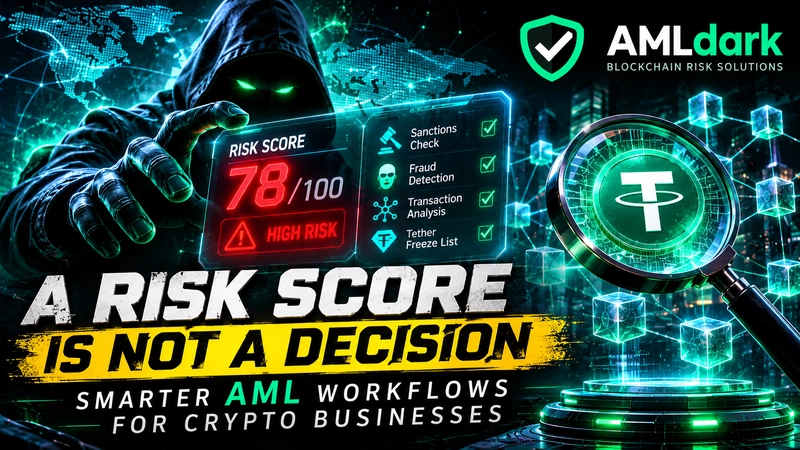 AMLdark
BLOCKCHAIN RISK SOLUTIONS
RISK SCORE
78/100
HIGH RISK
Sanctions
Check
Fraud
Detection
Transaction
Analysis
Tether
Freeze List
A RISK SCORE
IS NOT A DECISION
SMARTER AML WORKFLOWS
FOR CRYPTO BUSINESSES